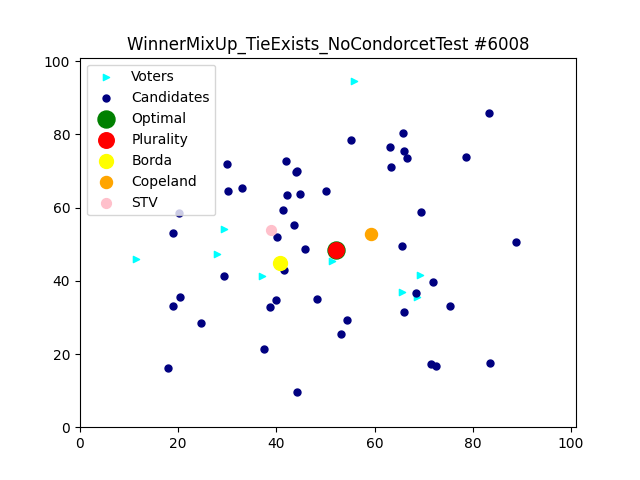 WinnerMixUp_TieExists_NoCondorcetTest #6008
100
80
60
40
20
0
Voters
Candidates
Optimal
Plurality
Borda
Copeland
STV
0 20 40 60 80 100